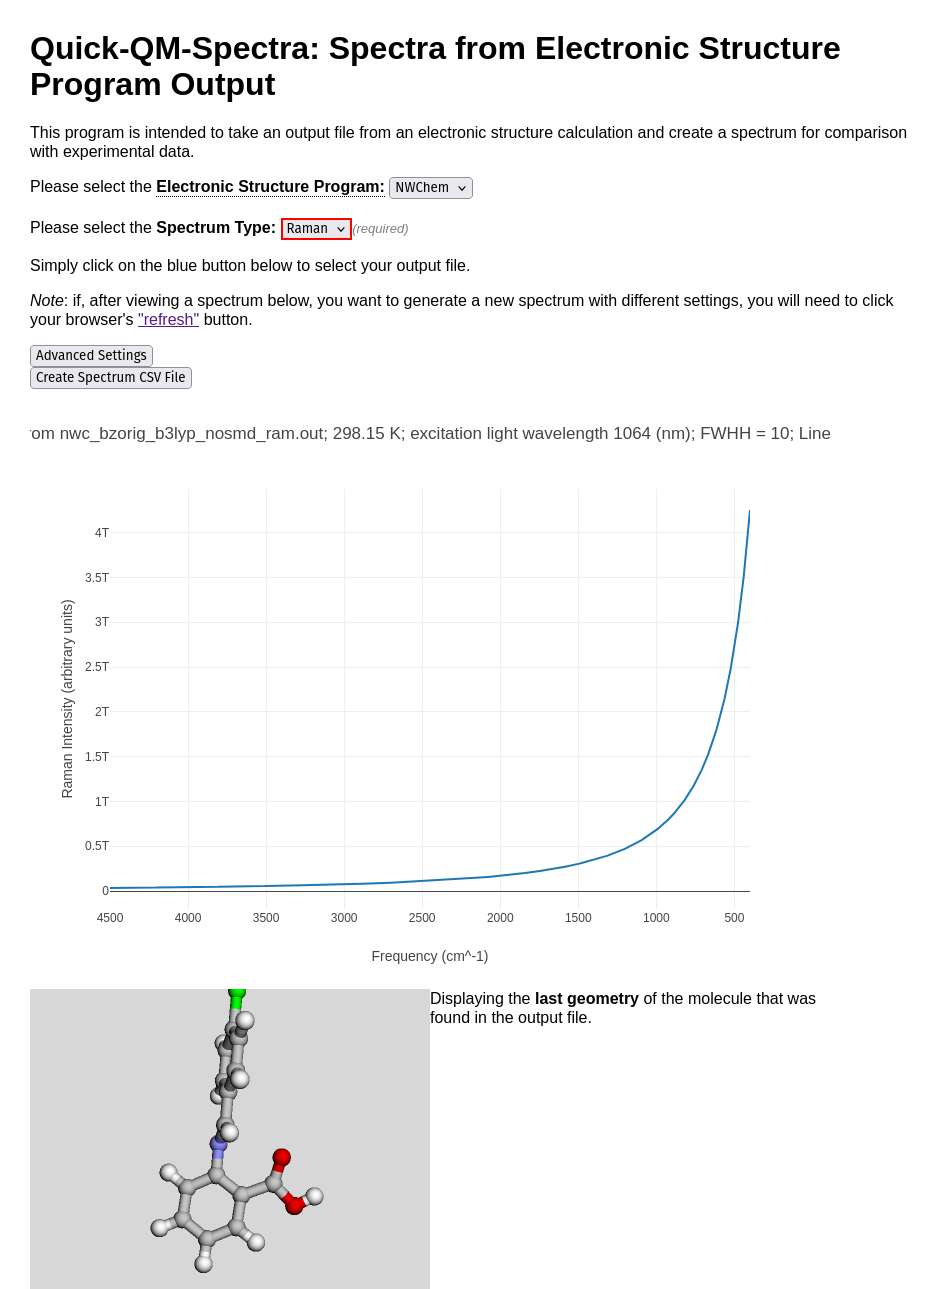 Quick-QM-Spectra: Spectra from Electronic Structure
Program Output
This program is intended to take an output file from an electronic structure calculation and create a spectrum for comparison
with experimental data.
Please select the Electronic Structure Program: NWChem
Please select the Spectrum Type: Raman (required)
Simply click on the blue button below to select your output file.
Note: if, after viewing a spectrum below, you want to generate a new spectrum with different settings, you will need to click
your browser's "refresh" button.
Advanced Settings
Create Spectrum CSV File
om nwc_bzorig_b3lyp_nosmd_ram.out; 298.15 K; excitation light wavelength 1064 (nm); FWHH = 10; Line
Raman Intensity (arbitrary units)
4T
3.5T
3T
2.5T
2T
1.5T
1T
0.5T
0
4500 4000 3500 3000 2500 2000 1500 1000 500
Frequency (cm^-1)
Displaying the last geometry of the molecule that was
found in the output file.